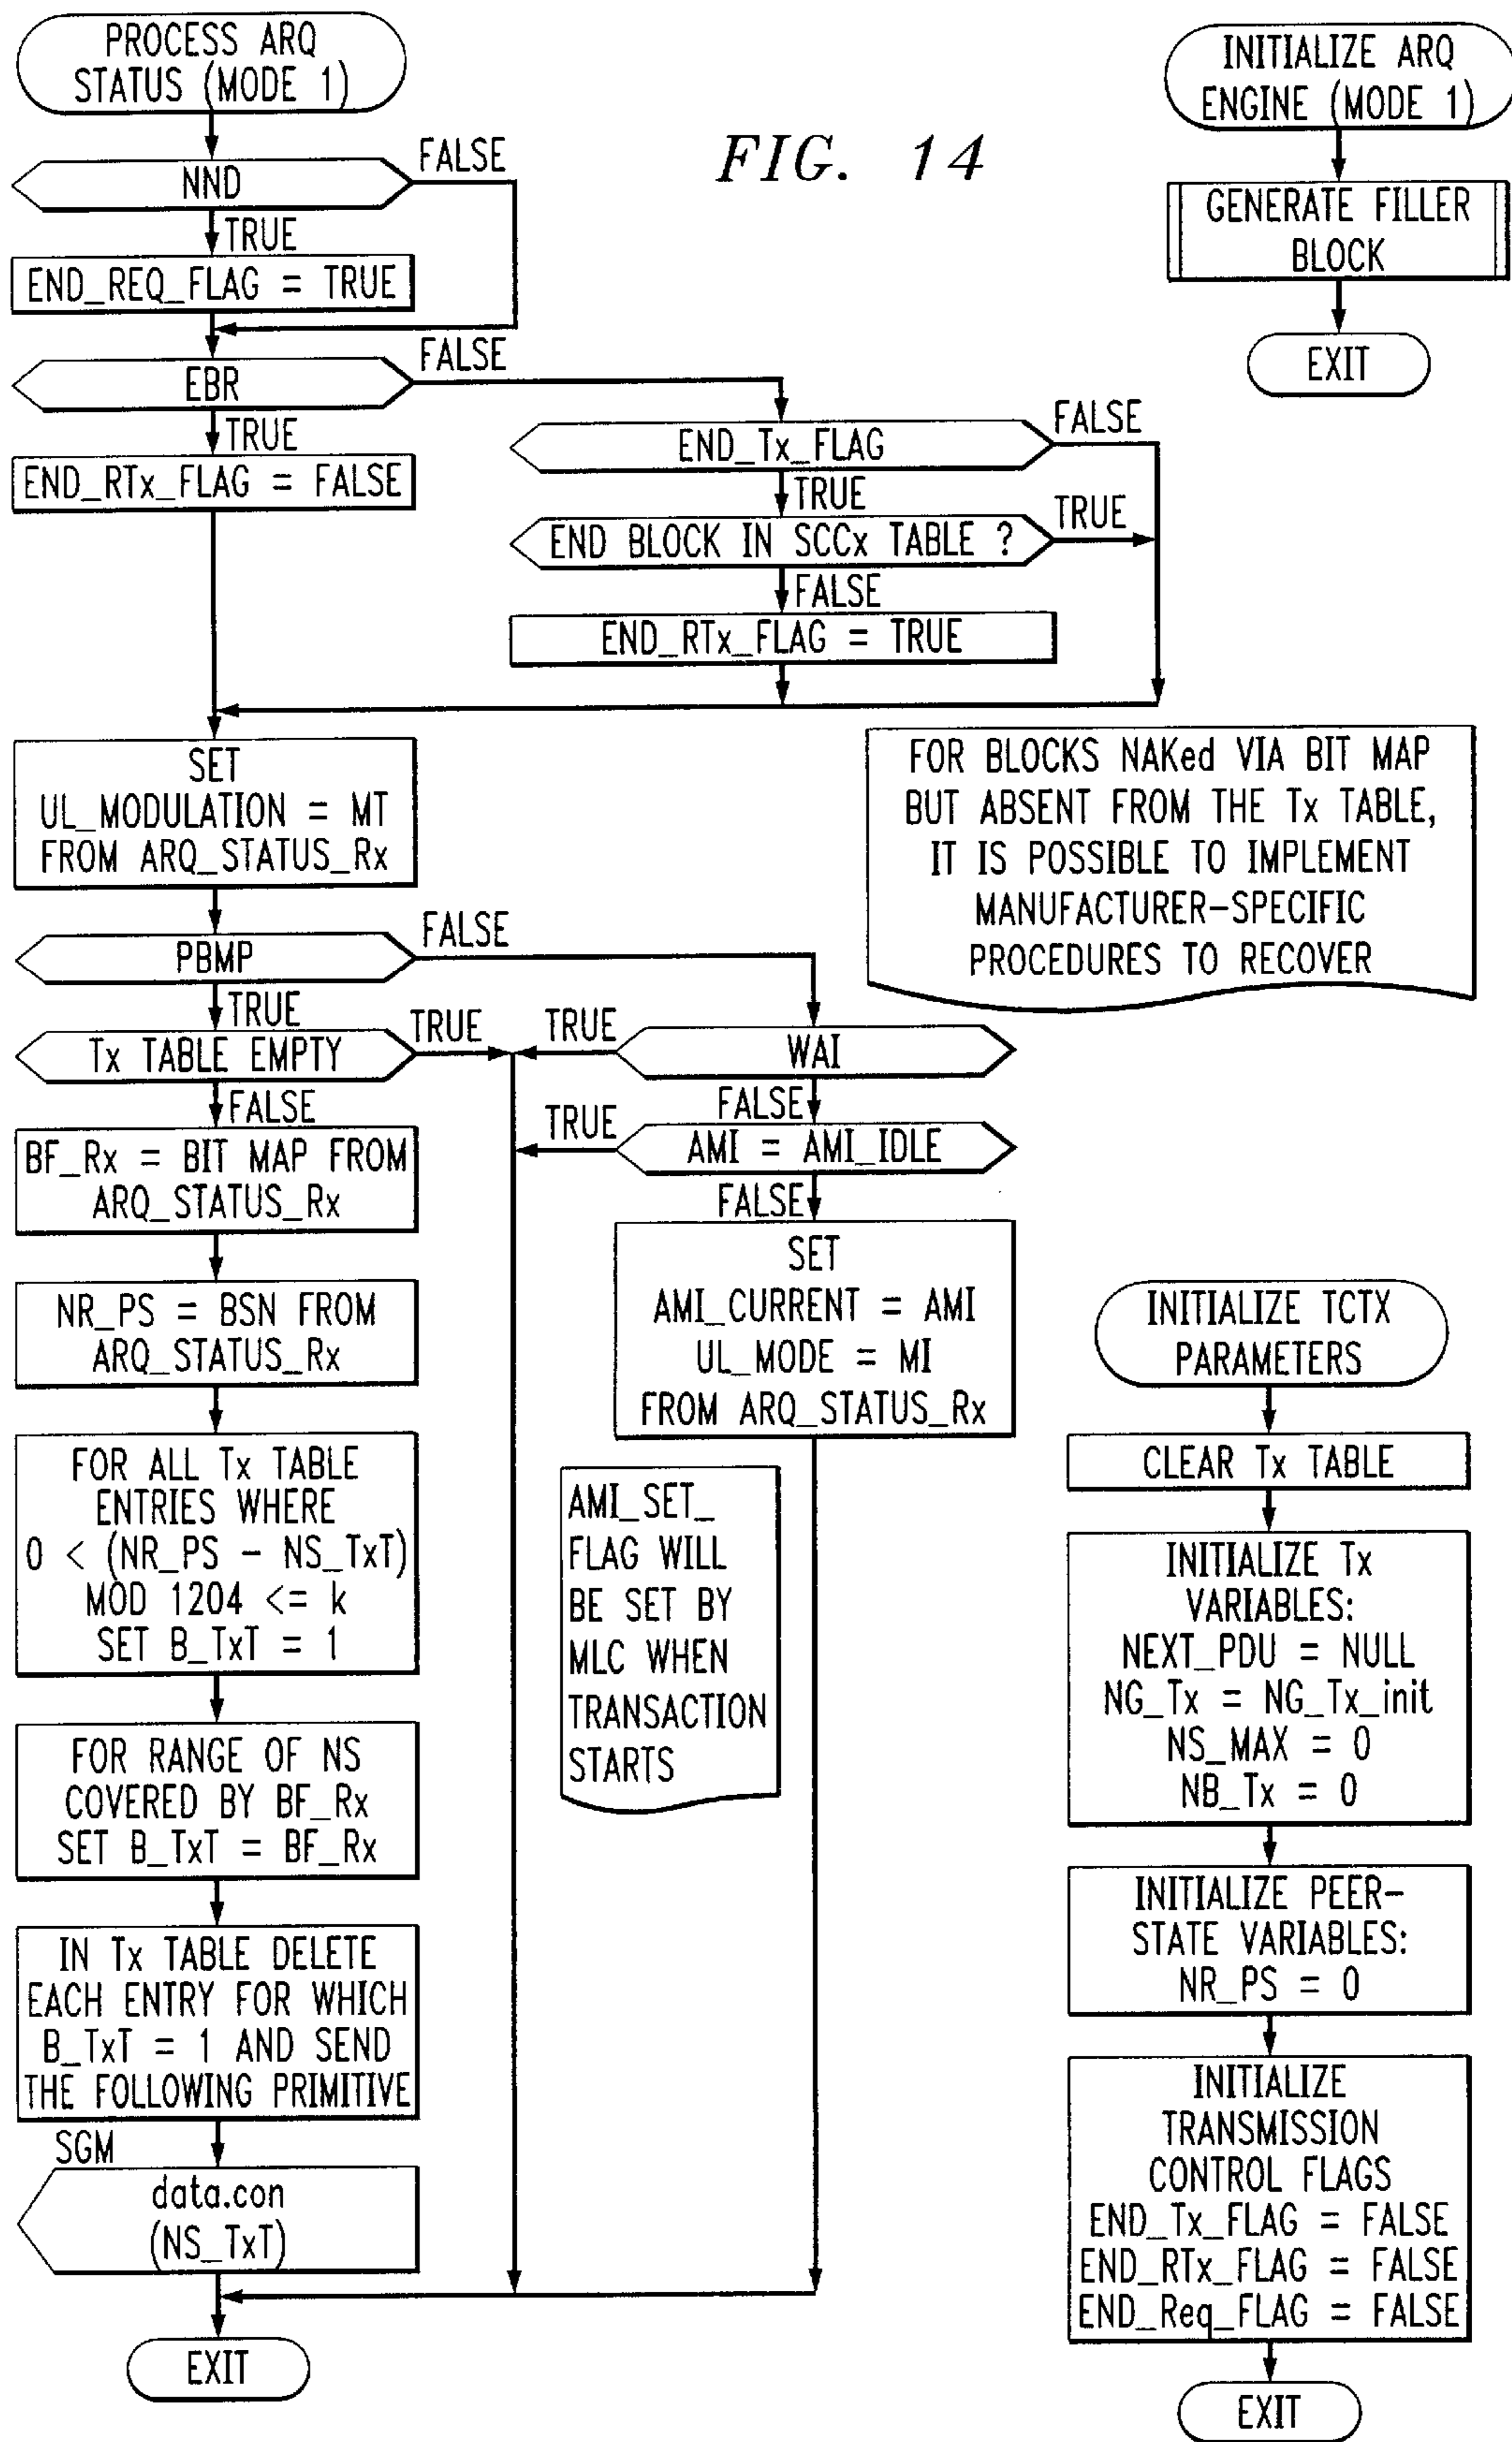 PROCESS ARQ
STATUS (MODE 1)
NND
FALSE
TRUE
END_REQ_FLAG = TRUE
EBR
FALSE
TRUE
END_RTx_FLAG = FALSE
END_Tx_FLAG
FALSE
TRUE
END BLOCK IN SCCx TABLE ?
TRUE
FALSE
END_RTx_FLAG = TRUE
SET
UL_MODULATION = MT
FROM ARQ_STATUS_Rx
PBMP
FALSE
TRUE
Tx TABLE EMPTY
TRUE
FALSE
BF_Rx = BIT MAP FROM
ARQ_STATUS_Rx
NR_PS = BSN FROM
ARQ_STATUS_Rx
FOR ALL Tx TABLE
ENTRIES WHERE
0 < (NR_PS - NS_TxT)
MOD 1204 <= k
SET B_TxT = 1
FOR RANGE OF NS
COVERED BY BF_Rx
SET B_TxT = BF_Rx
IN Tx TABLE DELETE
EACH ENTRY FOR WHICH
B_TxT = 1 AND SEND
THE FOLLOWING PRIMITIVE
SGM
data.con
(NS_TxT)
EXIT
TRUE
WAI
FALSE
TRUE
AMI = AMI_IDLE
FALSE
SET
AMI_CURRENT = AMI
UL_MODE = MI
FROM ARQ_STATUS_Rx
AMI_SET_
FLAG WILL
BE SET BY
MLC WHEN
TRANSACTION
STARTS
FIG. 14
INITIALIZE ARQ
ENGINE (MODE 1)
GENERATE FILLER
BLOCK
EXIT
FOR BLOCKS NAKed VIA BIT MAP
BUT ABSENT FROM THE Tx TABLE,
IT IS POSSIBLE TO IMPLEMENT
MANUFACTURER-SPECIFIC
PROCEDURES TO RECOVER
INITIALIZE TCTX
PARAMETERS
CLEAR Tx TABLE
INITIALIZE Tx
VARIABLES:
NEXT_PDU = NULL
NG_Tx = NG_Tx_init
NS_MAX = 0
NB_Tx = 0
INITIALIZE PEER-
STATE VARIABLES:
NR_PS = 0
INITIALIZE
TRANSMISSION
CONTROL FLAGS
END_Tx_FLAG = FALSE
END_RTx_FLAG = FALSE
END_Req_FLAG = FALSE
EXIT